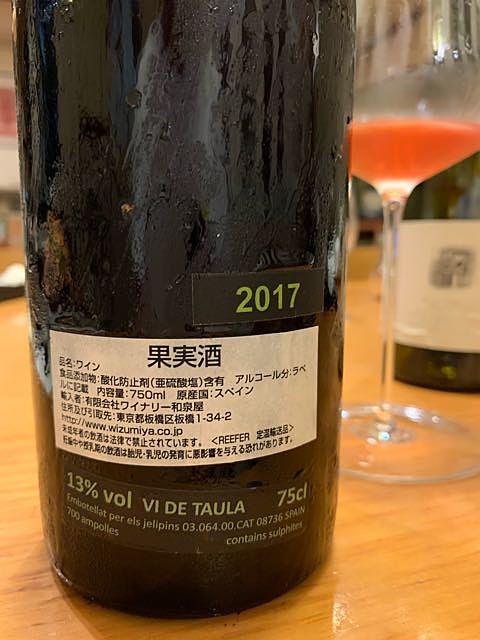 2017
果実酒
品名:ワイン
食品添加物:酸化防止剤(亜硫酸塩)含有 アルコール分:ラベ
ルに記載 内容量:750ml 原産国:スペイン
輸入者:有限会社ワイナリー和泉屋
住所及び引取先:東京都板橋区板橋1-34-2
http://www.wizumiya.co.jp
未成年者の飲酒は法律で禁止されています。 <REEFER 定温輸送品>
妊娠中や授乳期の飲酒は胎児・乳児の発育に悪影響を与える恐れがあります。
13% vol VI DE TAULA 75cl
Embotellat per els jelipins 03.064.00.CAT 08736 SPAIN
700 ampolles contains sulphites